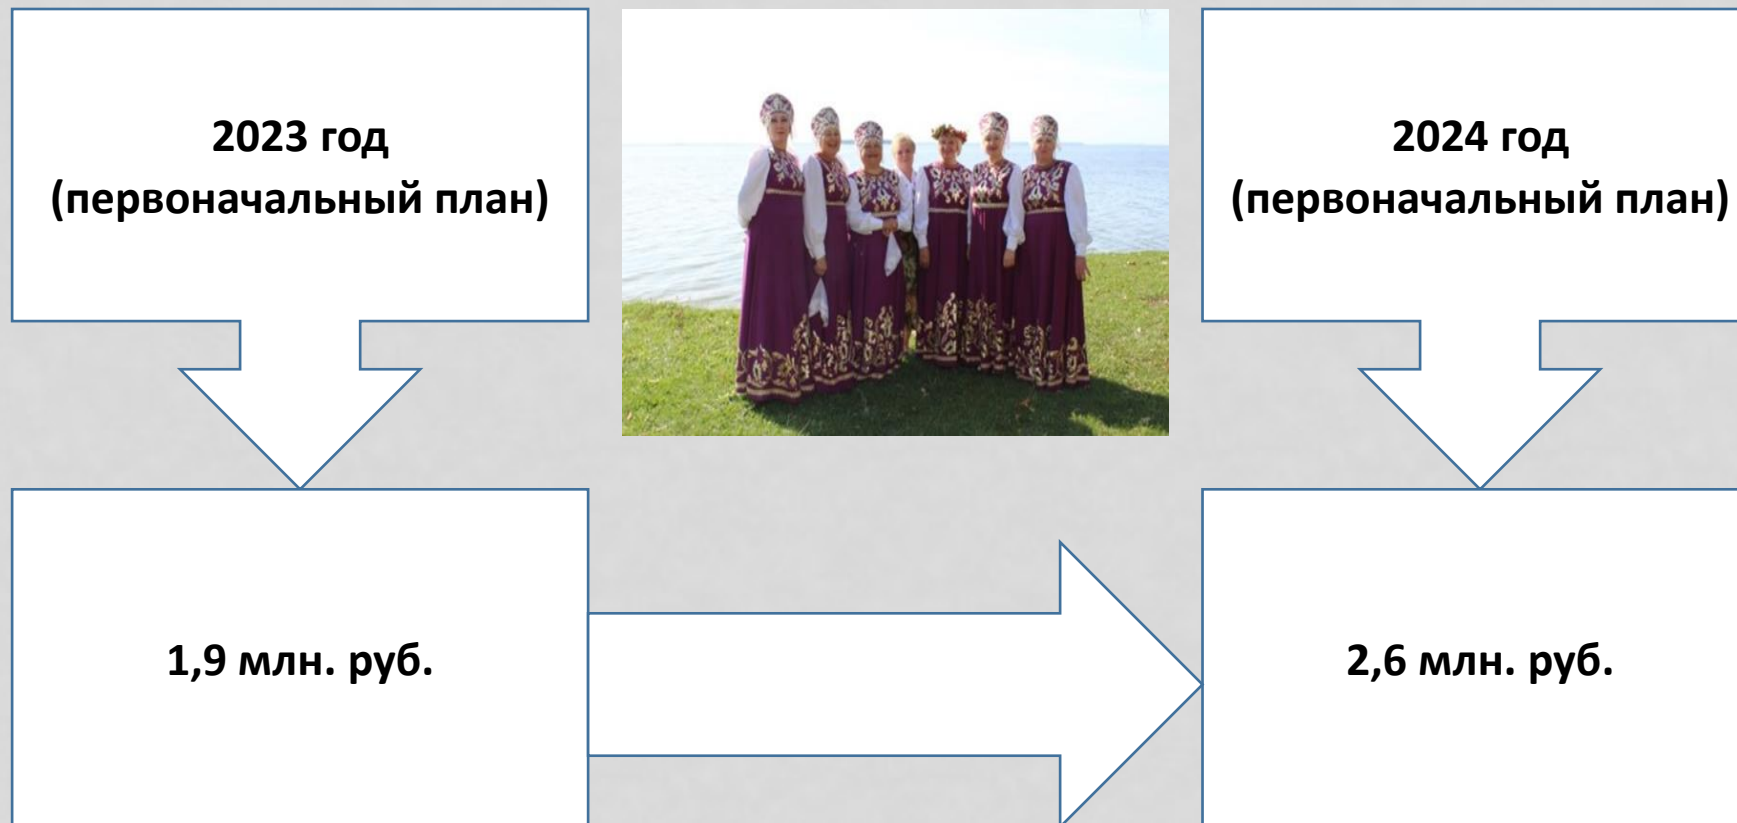 2023 год
(первоначальный план)
2024 год
(первоначальный план)
1,9 млн. руб.
2,6 млн. руб.